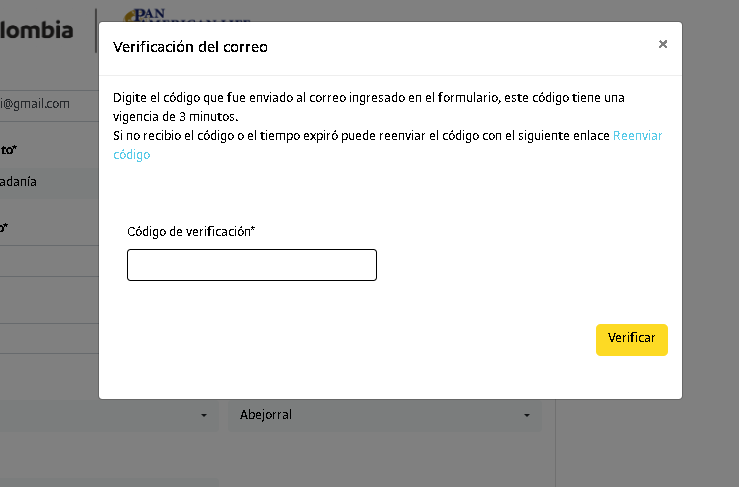 lombia
PAN
AMERICAN LIFE
Verificación del correo
×
Digite el código que fue enviado al correo ingresado en el formulario, este código tiene una
vigencia de 3 minutos.
Si no recibio el código o el tiempo expiró puede reenviar el código con el siguiente enlace Reenviar
código
i@gmail.com
to*
adanía
o*
Código de verificación*
Verificar
Abejorral